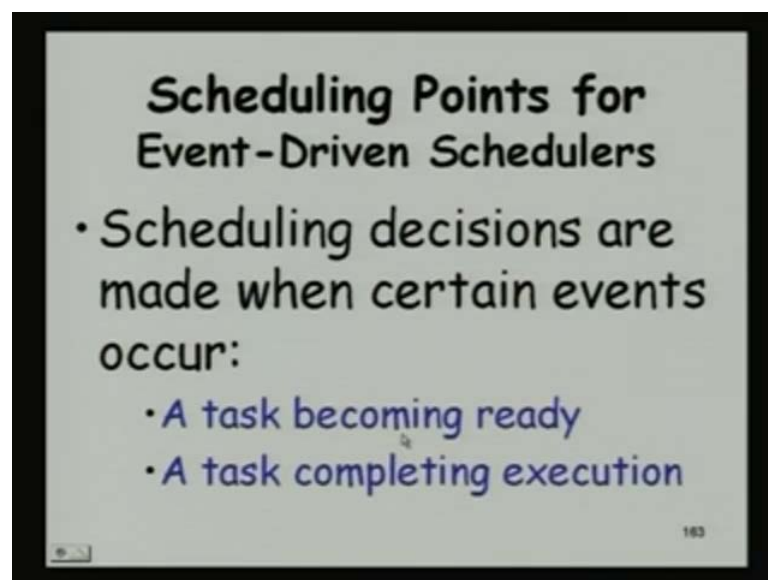 Scheduling Points for
Event-Driven Schedulers
• Scheduling decisions are
made when certain events
occur:
• A task becoming ready
• A task completing execution
163